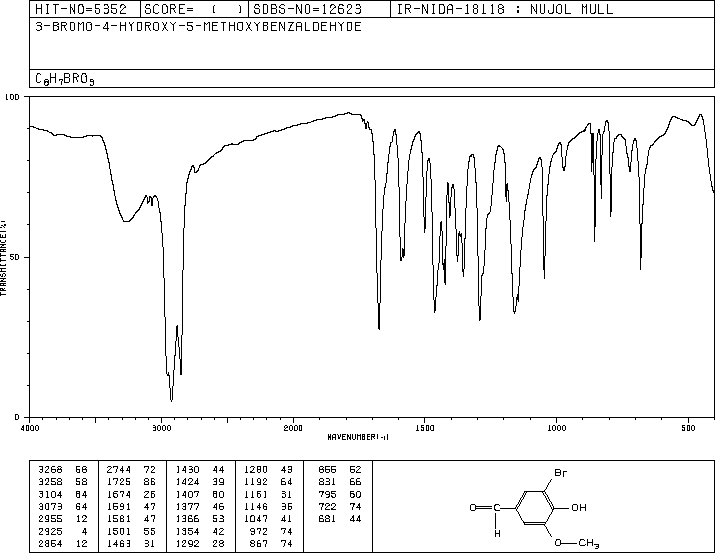 HIT-NO=5352 SCORE= ( ) SDBS-NO=12623 IR-NIDA-18118 : NUJOL MULL
3-BROMO-4-HYDROXY-5-METHOXYBENZALDEHYDE
C8H7BRO3
100
50
0
TRANSMITTANCE(%)
4000 3000 2000 1500 1000 500
WAVENUMBER(-1)
3268 58 2744 72 1430 44 1280 43 866 52
3258 58 1725 86 1424 39 1192 64 831 66
3104 64 1674 26 1407 60 1161 31 795 60
3073 64 1591 47 1377 46 1146 36 722 74
2955 12 1581 47 1366 53 1047 41 681 44
2925 4 1501 55 1354 42 972 74
2854 12 1463 31 1292 28 867 74
Br
O C OH
H O CH3